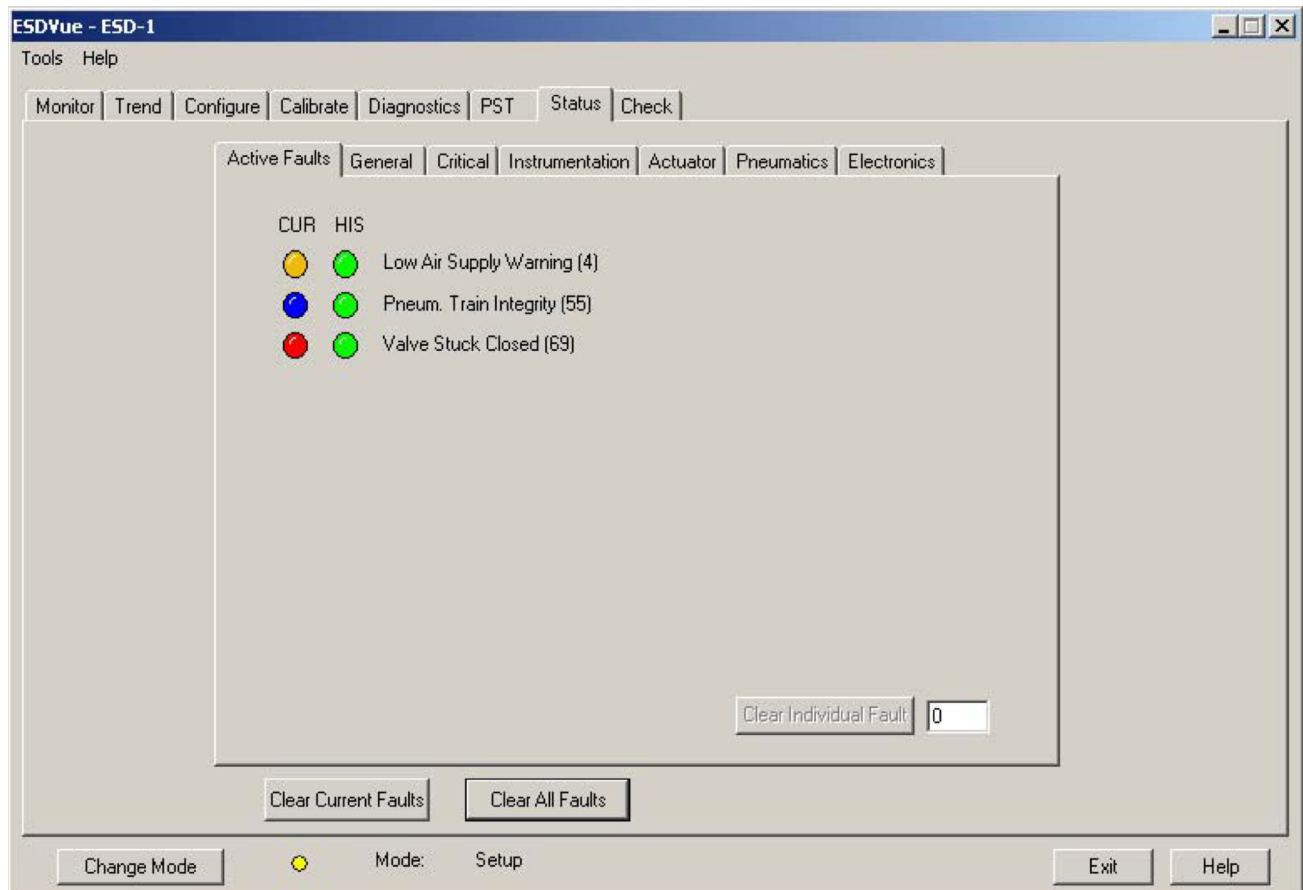 ESDVue - ESD-1
Tools Help
Monitor Trend Configure Calibrate Diagnostics PST Status Check
Active Faults General Critical Instrumentation Actuator Pneumatics Electronics
CUR HIS
Low Air Supply Warning (4)
Pneum. Train Integrity (55)
Valve Stuck Closed (69)
Clear Individual Fault 0
Clear Current Faults Clear All Faults
Change Mode Mode: Setup Exit Help